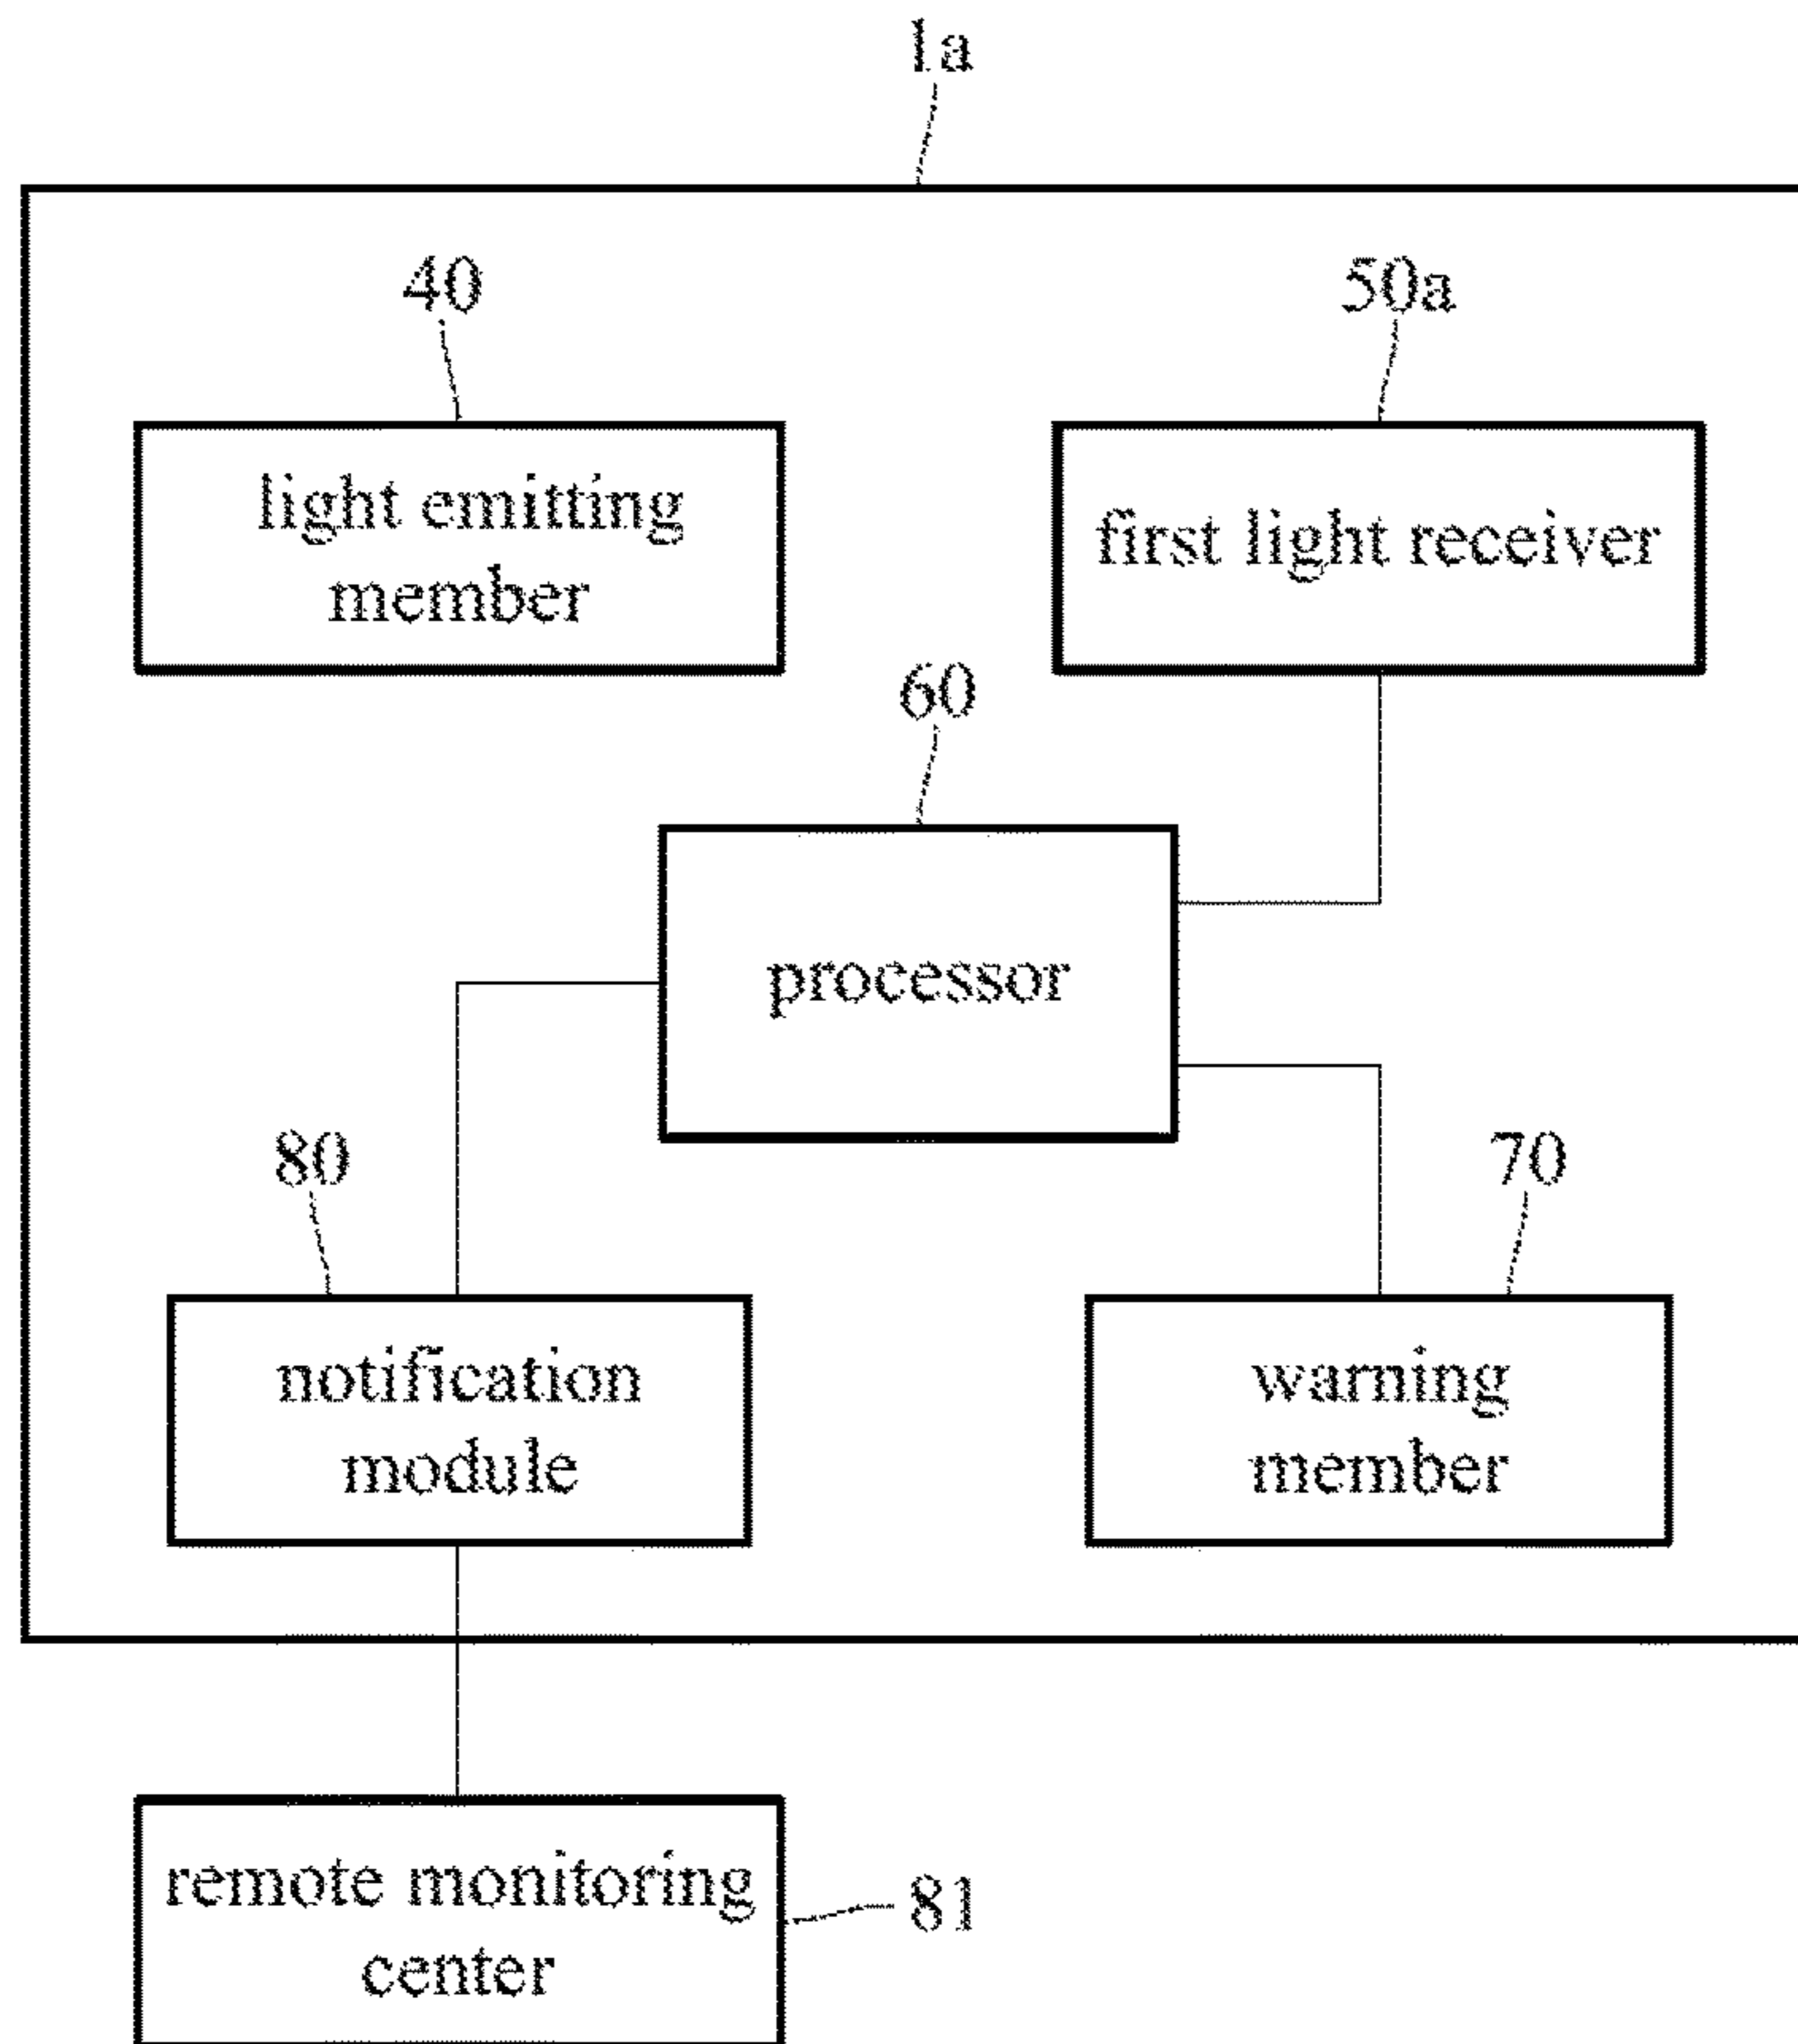 1a
40
50a
light emitting
member
first light receiver
60
processor
80
70
notification
module
warning
member
remote monitoring
center
81